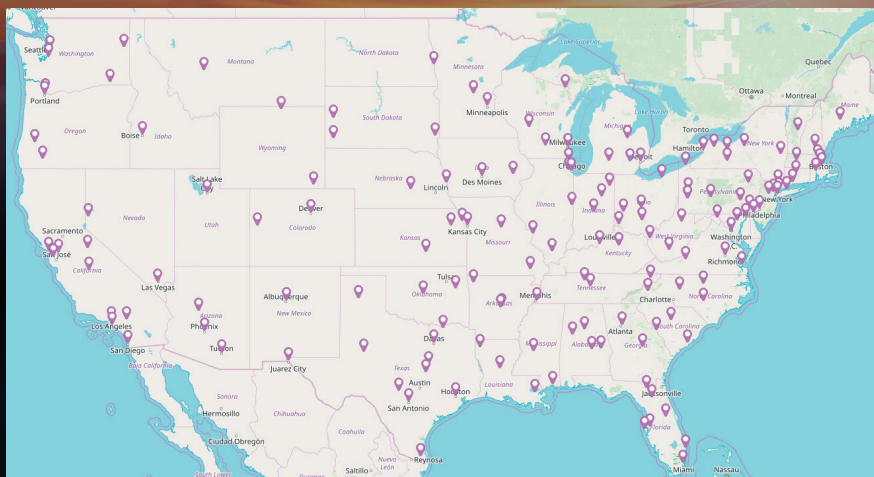 Vancouver
Seattle
Washington
Montana
North Dakota
Minnesota
Lake Superior
Quebec
Ottawa
Montreal
Maine
Portland
Oregon
Boise
Idaho
Wyoming
South Dakota
Minneapolis
Wisconsin
Michigan
Lake Huron
Toronto
Hamilton
New York
Milwaukee
Detroit
Boston
Chicago
Salt Lake
City
Nebraska
Lincoln
Iowa
Des Moines
Illinois
Indiana
Ohio
Pennsylvania
New York
Philadelphia
Sacramento
San José
California
Nevada
Utah
Denver
Colorado
Kansas
Kansas City
Missouri
Louisville
Kentucky
West Virginia
Washington
D.C.
Richmond
Las Vegas
Los Angeles
San Diego
Arizona
Phoenix
Tucson
Albuquerque
New Mexico
Tulsa
Oklahoma
Arkansas
Memphis
Tennessee
Charlotte
North Carolina
South Carolina
Atlanta
Georgia
Alabama
Mississippi
Dallas
Texas
Austin
San Antonio
Houston
Louisiana
Jacksonville
Florida
Miami
Nassau
Juarez City
Baja California
Sonora
Hermosillo
Chihuahua
Ciudad Obregón
Coahuila
Nuevo
León
Reynosa
Saltillo
South Lower
Durango